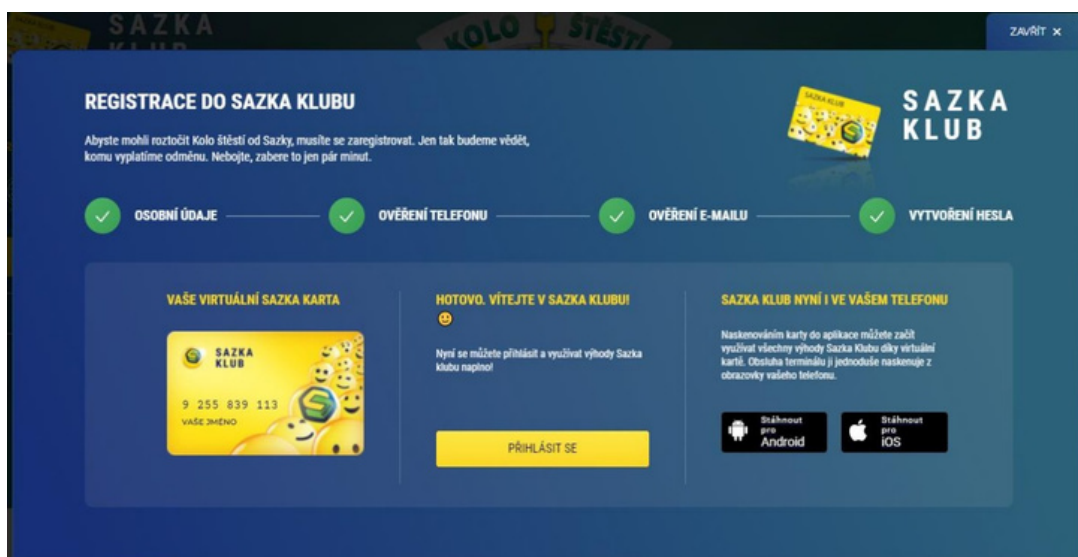 SAZKA
KLUB
KOLO ŠTĚSTÍ
ZAVŘÍT ×
REGISTRACE DO SAZKA KLUBU
Abyste mohli roztočit Kolo štěstí od Sazky, musíte se zaregistrovat. Jen tak budeme vědět,
komu vyplatíme odměnu. Nebojte, zabere to jen pár minut.
SAZKA KLUB
SAZKA
KLUB
OSOBNÍ ÚDAJE
OVĚŘENÍ TELEFONU
OVĚŘENÍ E-MAILU
VYTVOŘENÍ HESLA
VAŠE VIRTUÁLNÍ SAZKA KARTA
SAZKA
KLUB
9 255 839 113
VAŠE JMÉNO
HOTOVO. VÍTEJTE V SAZKA KLUBU!
Nyní se můžete přihlásit a využívat výhody Sazka
klubu naplno!
PŘIHLÁSIT SE
SAZKA KLUB NYNÍ I VE VAŠEM TELEFONU
Naskenováním karty do aplikace můžete začít
využívat všechny výhody Sazka Klubu díky virtuální
kartě. Obsluha terminálu ji jednoduše naskenuje z
obrazovky vašeho telefonu.
Stáhnout
pro
Android
Stáhnout
pro
iOS